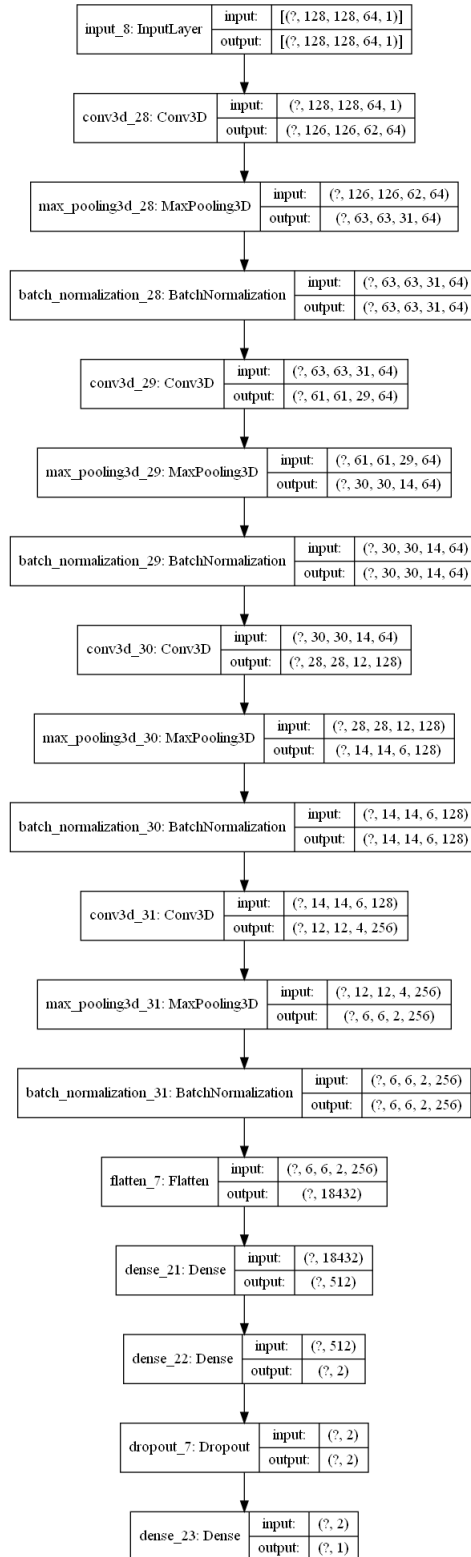 input_8: InputLayer
input: [(?, 128, 128, 64, 1)]
output: [(?, 128, 128, 64, 1)]
conv3d_28: Conv3D
input: (?, 128, 128, 64, 1)
output: (?, 126, 126, 62, 64)
max_pooling3d_28: MaxPooling3D
input: (?, 126, 126, 62, 64)
output: (?, 63, 63, 31, 64)
batch_normalization_28: BatchNormalization
input: (?, 63, 63, 31, 64)
output: (?, 63, 63, 31, 64)
conv3d_29: Conv3D
input: (?, 63, 63, 31, 64)
output: (?, 61, 61, 29, 64)
max_pooling3d_29: MaxPooling3D
input: (?, 61, 61, 29, 64)
output: (?, 30, 30, 14, 64)
batch_normalization_29: BatchNormalization
input: (?, 30, 30, 14, 64)
output: (?, 30, 30, 14, 64)
conv3d_30: Conv3D
input: (?, 30, 30, 14, 64)
output: (?, 28, 28, 12, 128)
max_pooling3d_30: MaxPooling3D
input: (?, 28, 28, 12, 128)
output: (?, 14, 14, 6, 128)
batch_normalization_30: BatchNormalization
input: (?, 14, 14, 6, 128)
output: (?, 14, 14, 6, 128)
conv3d_31: Conv3D
input: (?, 14, 14, 6, 128)
output: (?, 12, 12, 4, 256)
max_pooling3d_31: MaxPooling3D
input: (?, 12, 12, 4, 256)
output: (?, 6, 6, 2, 256)
batch_normalization_31: BatchNormalization
input: (?, 6, 6, 2, 256)
output: (?, 6, 6, 2, 256)
flatten_7: Flatten
input: (?, 6, 6, 2, 256)
output: (?, 18432)
dense_21: Dense
input: (?, 18432)
output: (?, 512)
dense_22: Dense
input: (?, 512)
output: (?, 2)
dropout_7: Dropout
input: (?, 2)
output: (?, 2)
dense_23: Dense
input: (?, 2)
output: (?, 1)